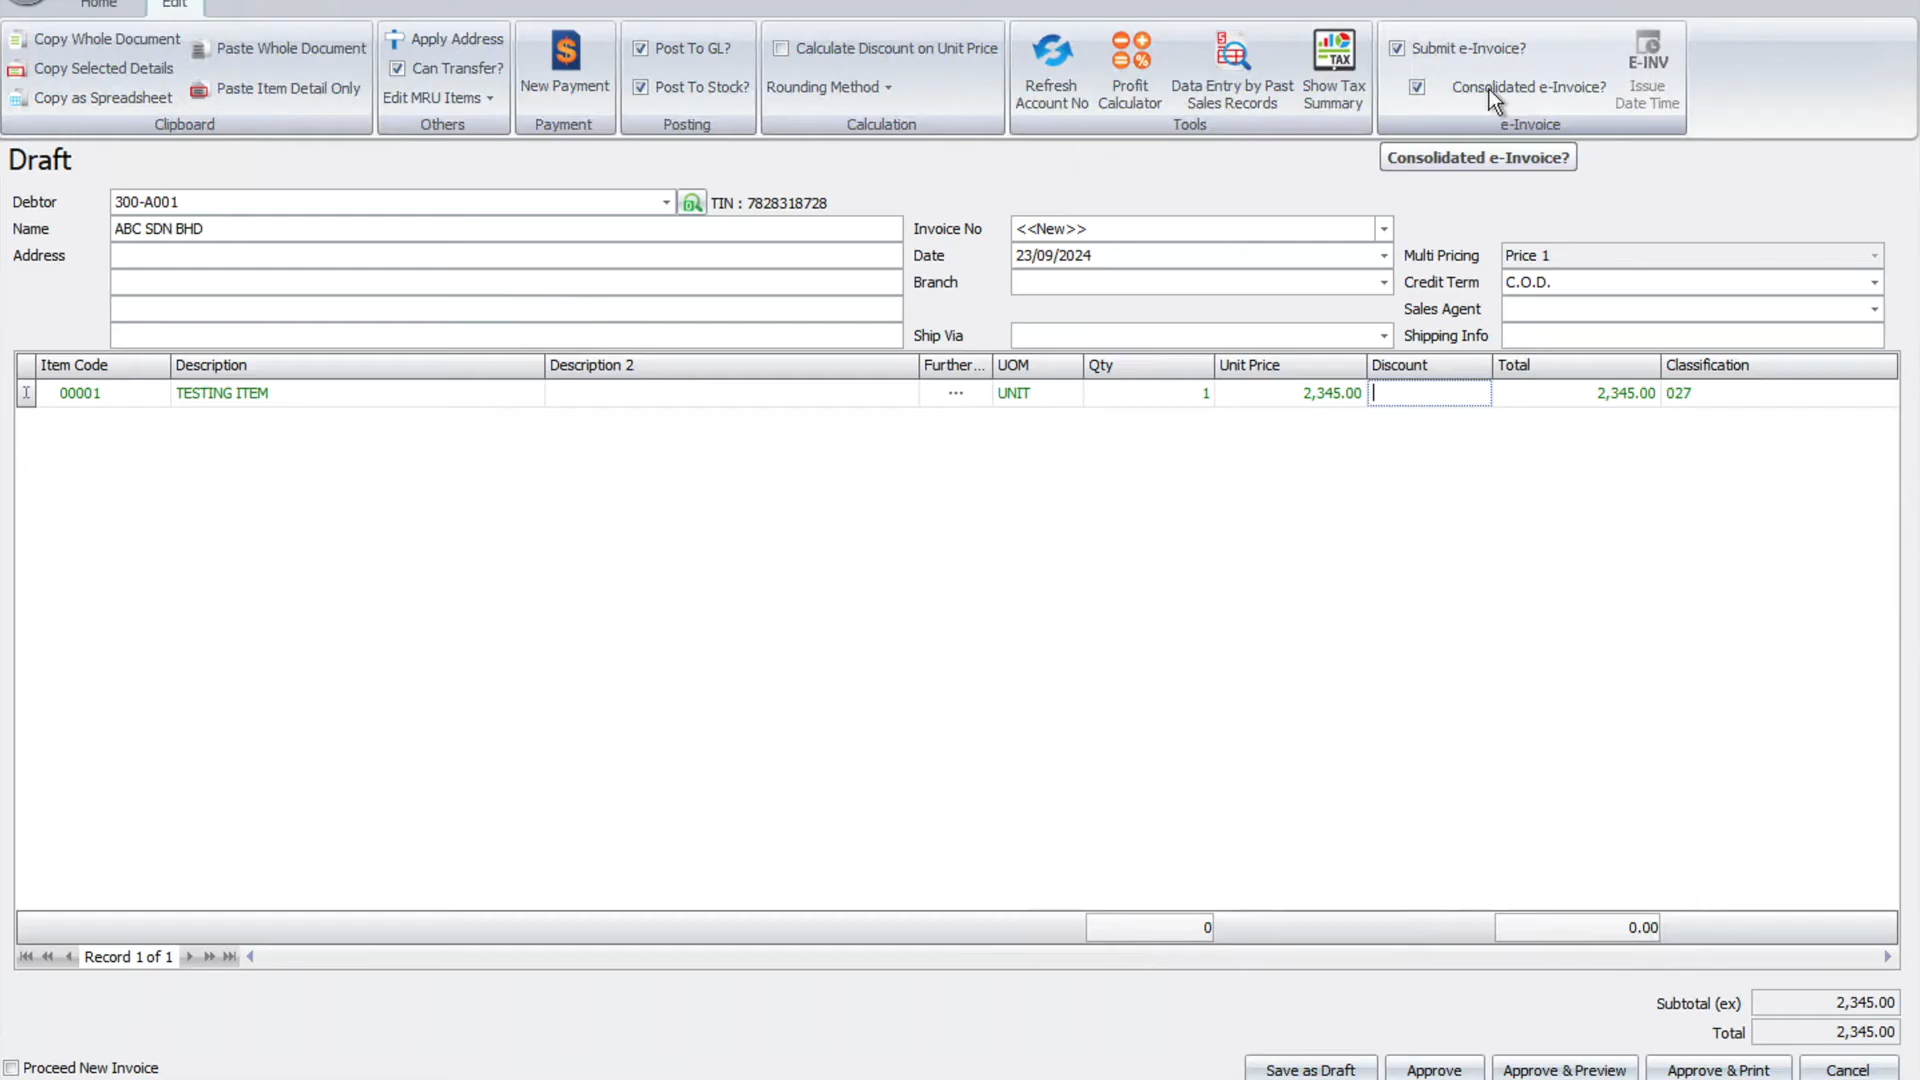 Home Edit
Copy Whole Document
Copy Selected Details
Copy as Spreadsheet
Paste Whole Document
Paste Item Detail Only
Clipboard
Apply Address
Can Transfer?
Edit MRU Items
Others
New Payment
Payment
Post To GL?
Post To Stock?
Posting
Calculate Discount on Unit Price
Rounding Method
Calculation
Refresh
Account No
Profit
Calculator
Data Entry by Past
Sales Records
TAX
Show Tax
Summary
Tools
Submit e-Invoice?
Consolidated e-Invoice?
E-INV
Issue
Date Time
e-Invoice
Consolidated e-Invoice?
Draft
Debtor 300-A001 TIN : 7828318728
Name ABC SDN BHD Invoice No <<New>>
Address Date 23/09/2024 Multi Pricing Price 1
Branch Credit Term C.O.D.
Sales Agent
Ship Via Shipping Info
Item Code Description Description 2 Further... UOM Qty Unit Price Discount Total Classification
00001 TESTING ITEM ... UNIT 1 2,345.00 2,345.00 027
0 0.00
Record 1 of 1
Subtotal (ex) 2,345.00
Total 2,345.00
Proceed New Invoice Save as Draft Approve Approve & Preview Approve & Print Cancel